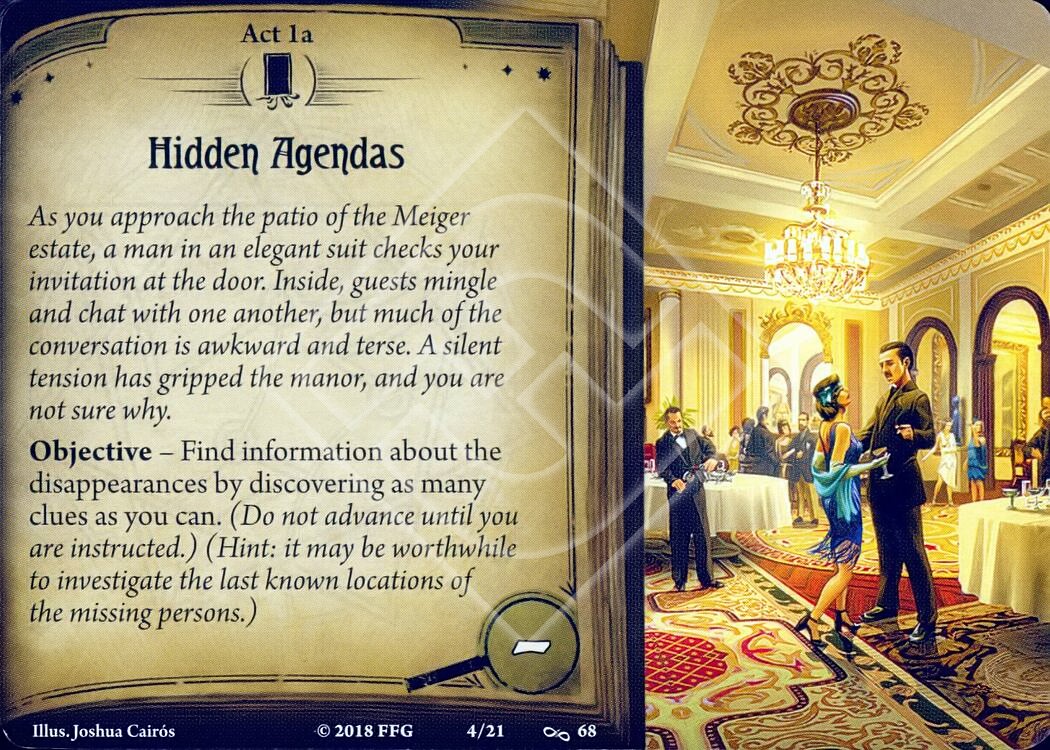 Act 1a
Hidden Agendas
As you approach the patio of the Meiger
estate, a man in an elegant suit checks your
invitation at the door. Inside, guests mingle
and chat with one another, but much of the
conversation is awkward and terse. A silent
tension has gripped the manor, and you are
not sure why.
Objective – Find information about the
disappearances by discovering as many
clues as you can. (Do not advance until you
are instructed.) (Hint: it may be worthwhile
to investigate the last known locations of
the missing persons.)
–
Illus. Joshua Cairós © 2018 FFG 4/21 68